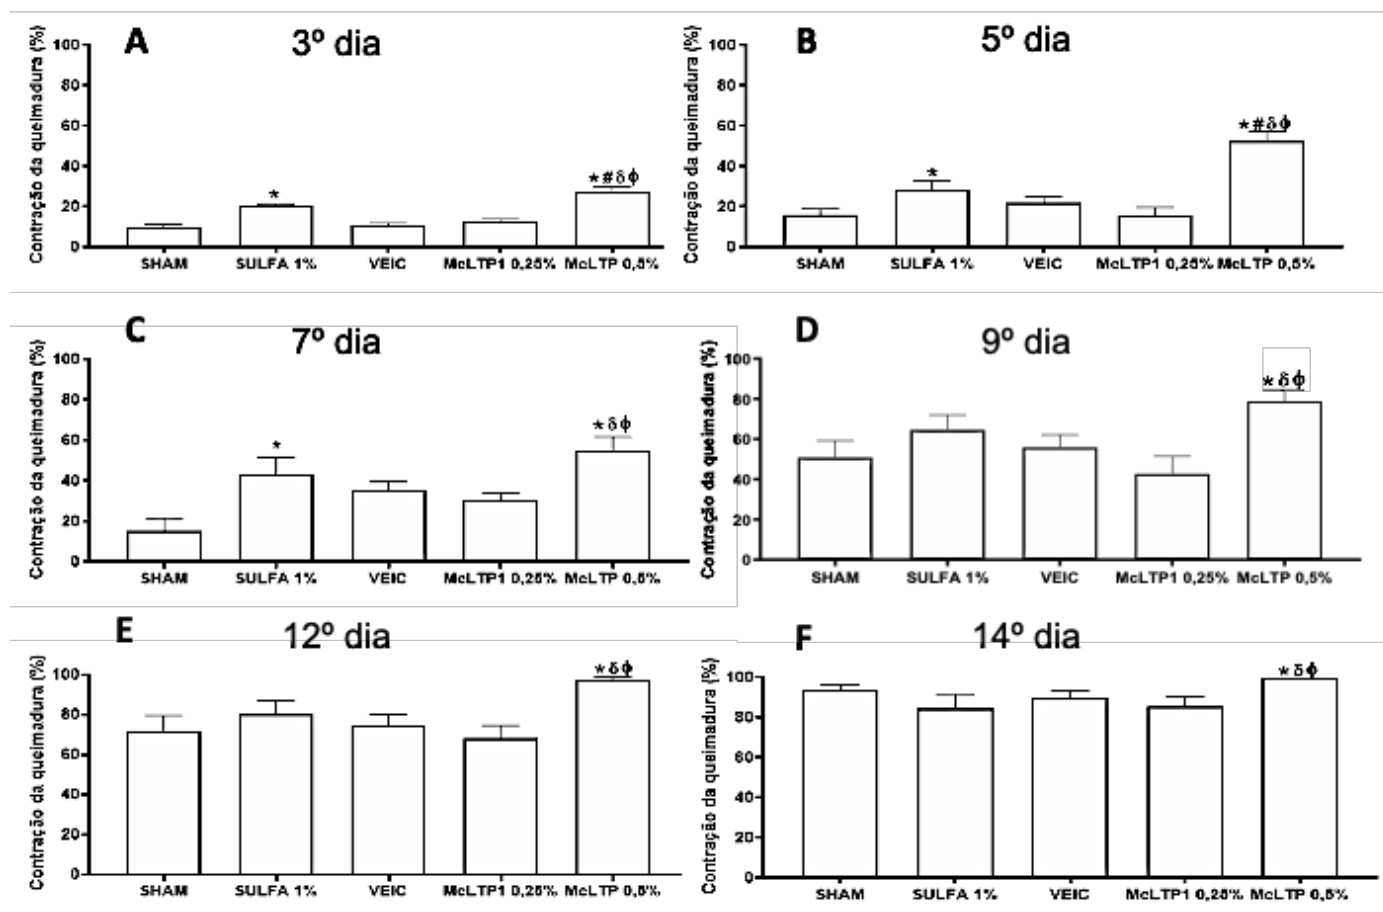 A 3º dia
Contração da queimadura (%)
100
80
60
40
20
0
*
*#δϕ
SHAM SULFA 1% VEIC McLTP1 0,25% McLTP 0,5%
B 5º dia
Contração da queimadura (%)
100
80
60
40
20
0
*
*#δϕ
SHAM SULFA 1% VEIC McLTP1 0,25% McLTP 0,5%
C 7º dia
Contração da queimadura (%)
100
80
60
40
20
0
*
*δϕ
SHAM SULFA 1% VEIC McLTP1 0,25% McLTP 0,5%
D 9º dia
Contração da queimadura (%)
100
80
60
40
20
0
*δϕ
SHAM SULFA 1% VEIC McLTP1 0,25% McLTP 0,5%
E 12º dia
Contração da queimadura (%)
100
80
60
40
20
0
*δϕ
SHAM SULFA 1% VEIC McLTP1 0,25% McLTP 0,5%
F 14º dia
Contração da queimadura (%)
100
80
60
40
20
0
*δϕ
SHAM SULFA 1% VEIC McLTP1 0,25% McLTP 0,5%